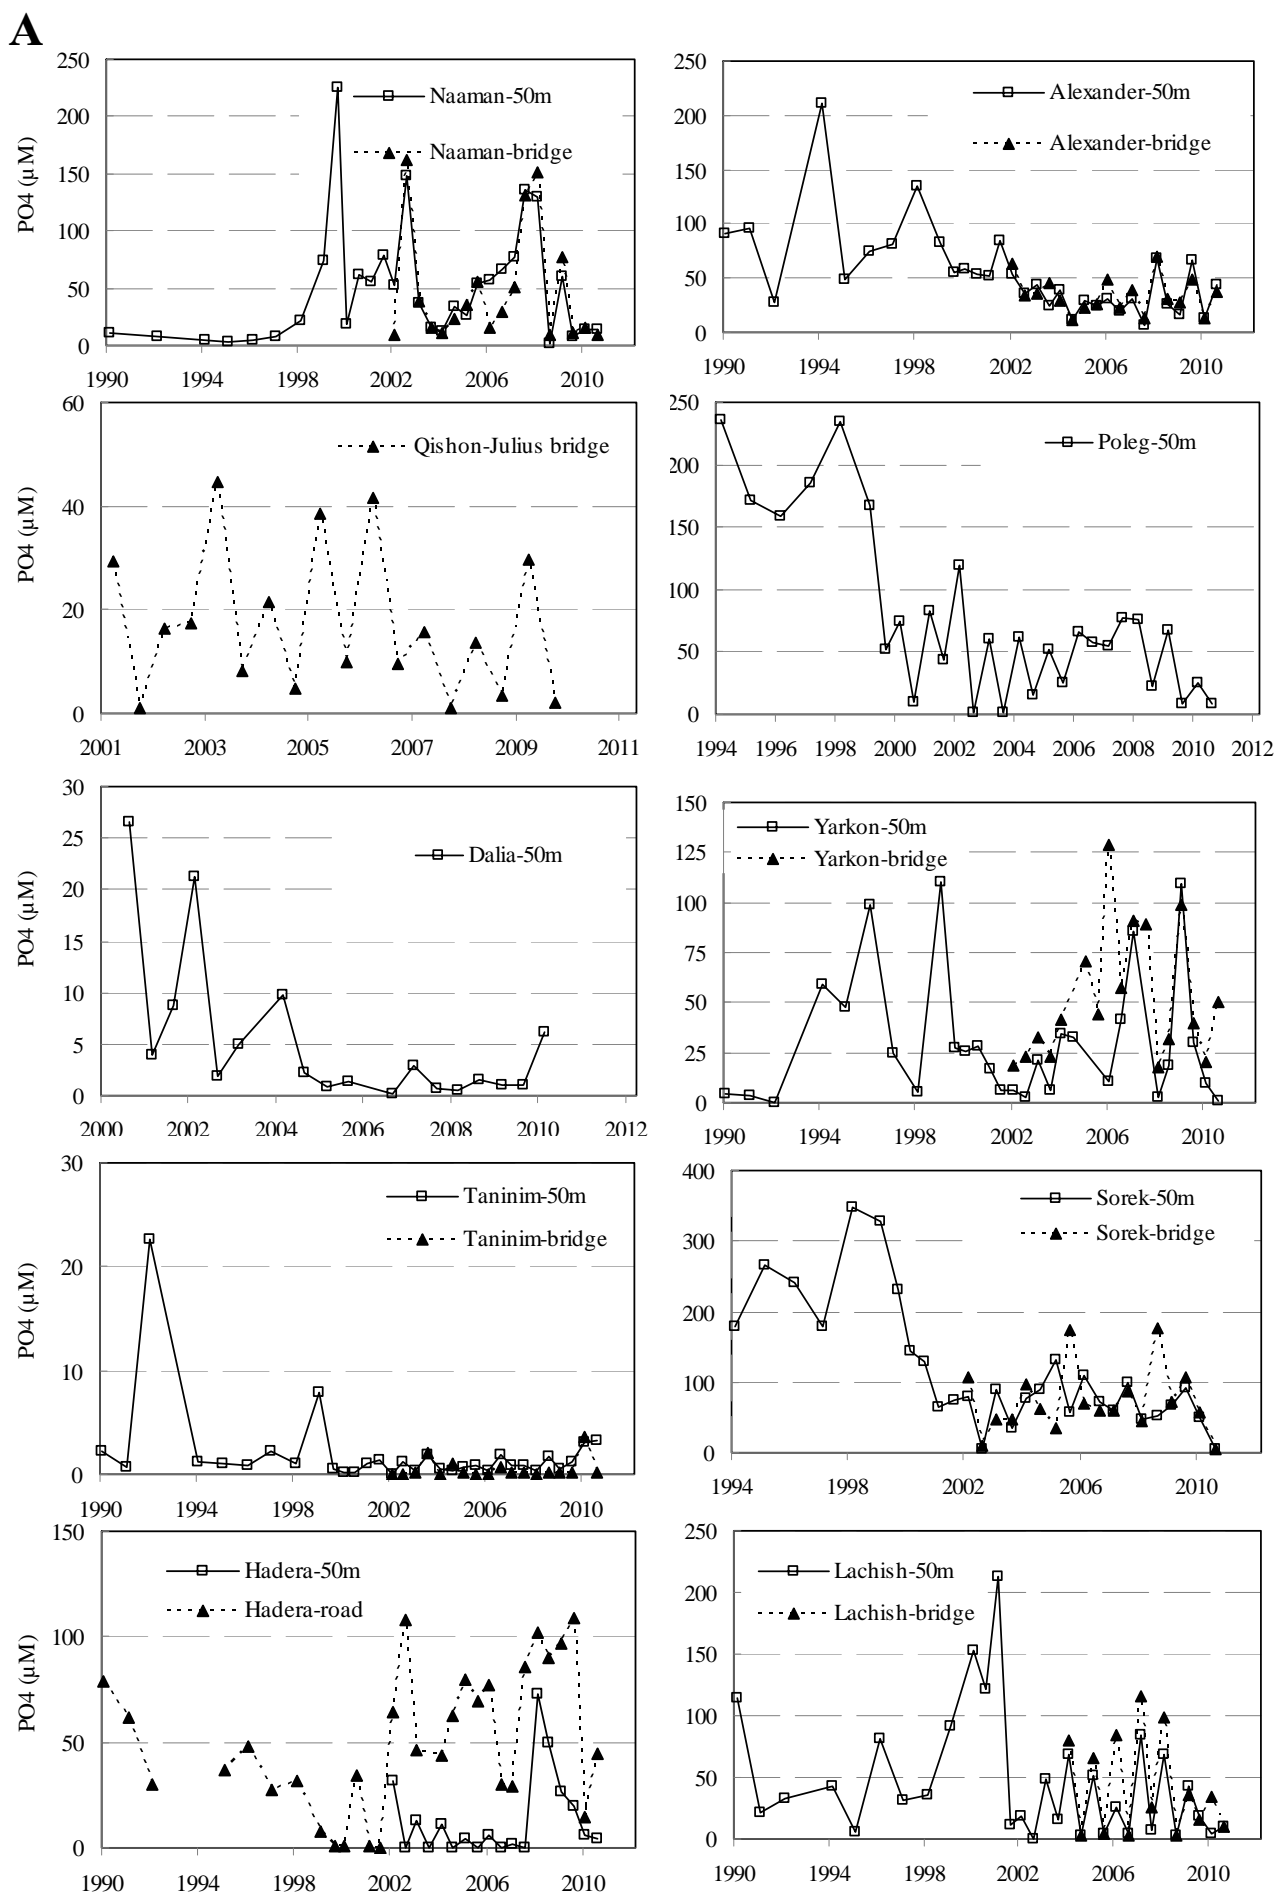 A
250
200
150
100
50
0
PO4 (µM)
Naaman-50m
Naaman-bridge
1990 1994 1998 2002 2006 2010
250
200
150
100
50
0
Alexander-50m
Alexander-bridge
1990 1994 1998 2002 2006 2010
60
40
20
0
PO4 (µM)
Qishon-Julius bridge
2001 2003 2005 2007 2009 2011
250
200
150
100
50
0
Poleg-50m
1994 1996 1998 2000 2002 2004 2006 2008 2010 2012
30
25
20
15
10
5
0
PO4 (µM)
Dalia-50m
2000 2002 2004 2006 2008 2010 2012
150
125
100
75
50
25
0
Yarkon-50m
Yarkon-bridge
1990 1994 1998 2002 2006 2010
30
20
10
0
PO4 (µM)
Taninim-50m
Taninim-bridge
1990 1994 1998 2002 2006 2010
400
300
200
100
0
Sorek-50m
Sorek-bridge
1994 1998 2002 2006 2010
150
100
50
0
PO4 (µM)
Hadera-50m
Hadera-road
1990 1994 1998 2002 2006 2010
250
200
150
100
50
0
Lachish-50m
Lachish-bridge
1990 1994 1998 2002 2006 2010